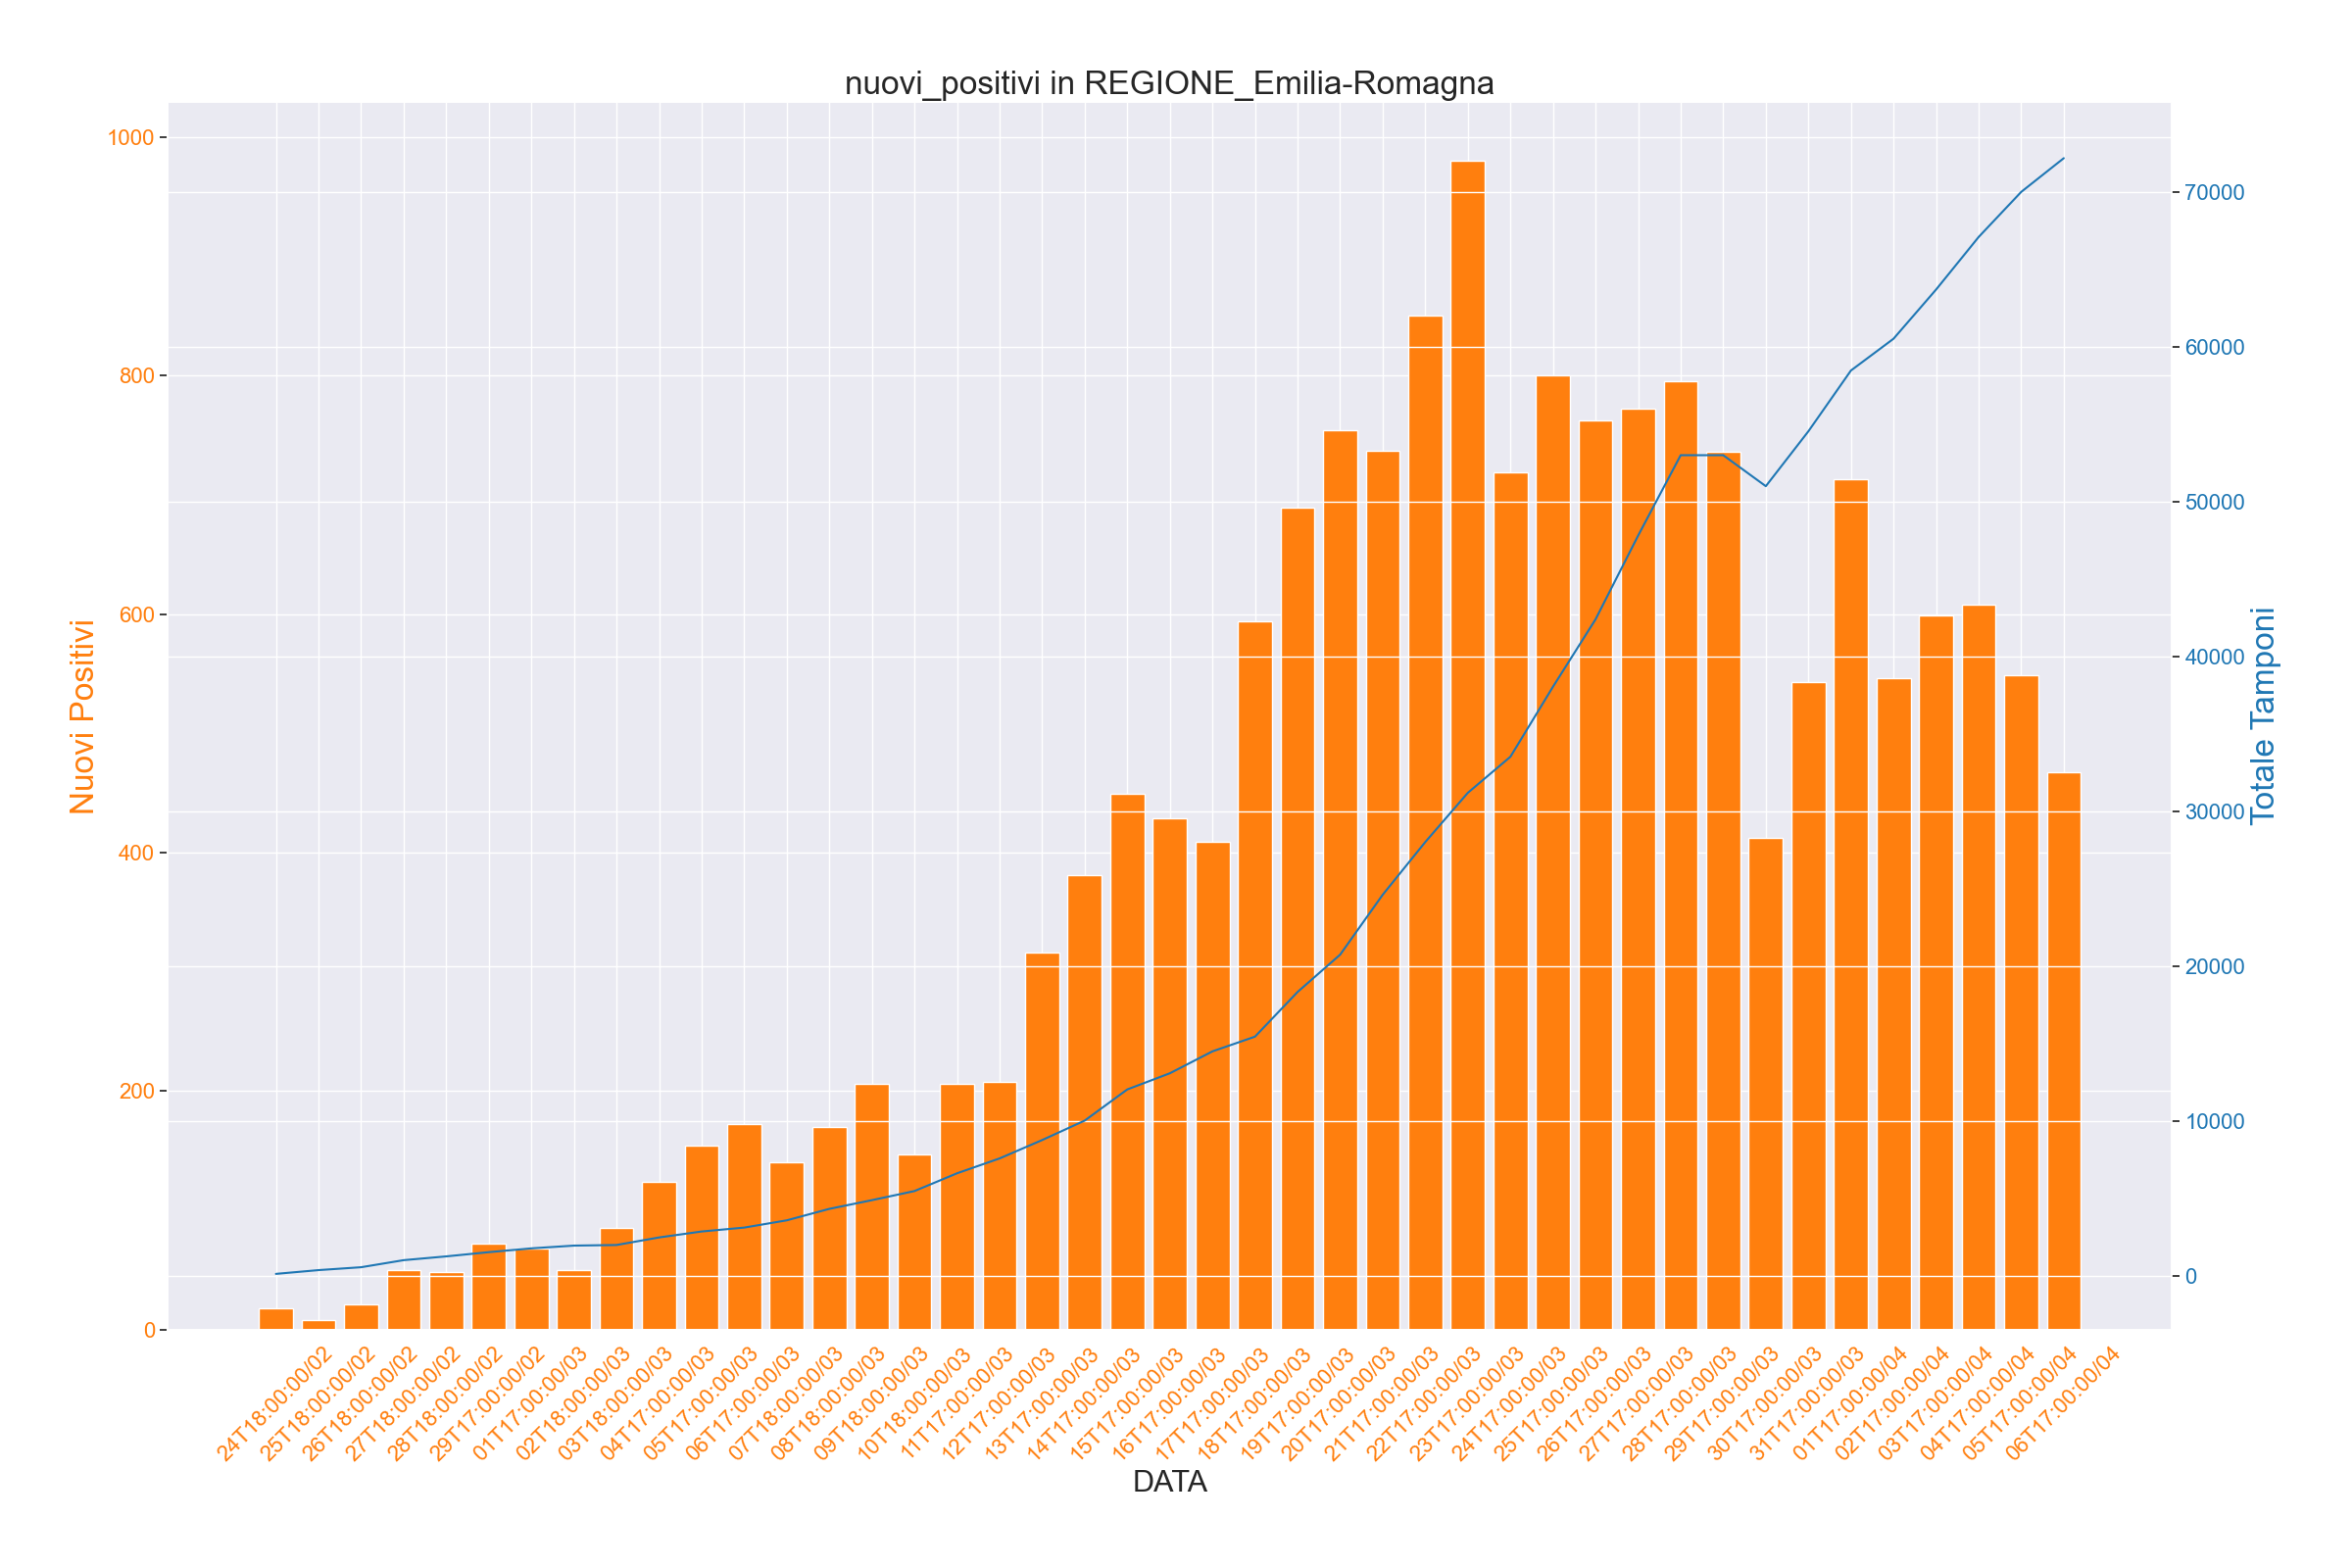 nuovi_positivi in REGIONE_Emilia-Romagna
1000
800
600
400
200
0
Nuovi Positivi
70000
60000
50000
40000
30000
20000
10000
0
Totale Tamponi
24T18:00:00/02
25T18:00:00/02
26T18:00:00/02
27T18:00:00/02
28T18:00:00/02
29T17:00:00/02
01T17:00:00/03
02T18:00:00/03
03T18:00:00/03
04T17:00:00/03
05T17:00:00/03
06T17:00:00/03
07T18:00:00/03
08T18:00:00/03
09T18:00:00/03
10T18:00:00/03
11T17:00:00/03
12T17:00:00/03
13T17:00:00/03
14T17:00:00/03
15T17:00:00/03
16T17:00:00/03
17T17:00:00/03
18T17:00:00/03
19T17:00:00/03
20T17:00:00/03
21T17:00:00/03
22T17:00:00/03
23T17:00:00/03
24T17:00:00/03
25T17:00:00/03
26T17:00:00/03
27T17:00:00/03
28T17:00:00/03
29T17:00:00/03
30T17:00:00/03
31T17:00:00/03
01T17:00:00/04
02T17:00:00/04
03T17:00:00/04
04T17:00:00/04
05T17:00:00/04
06T17:00:00/04
DATA